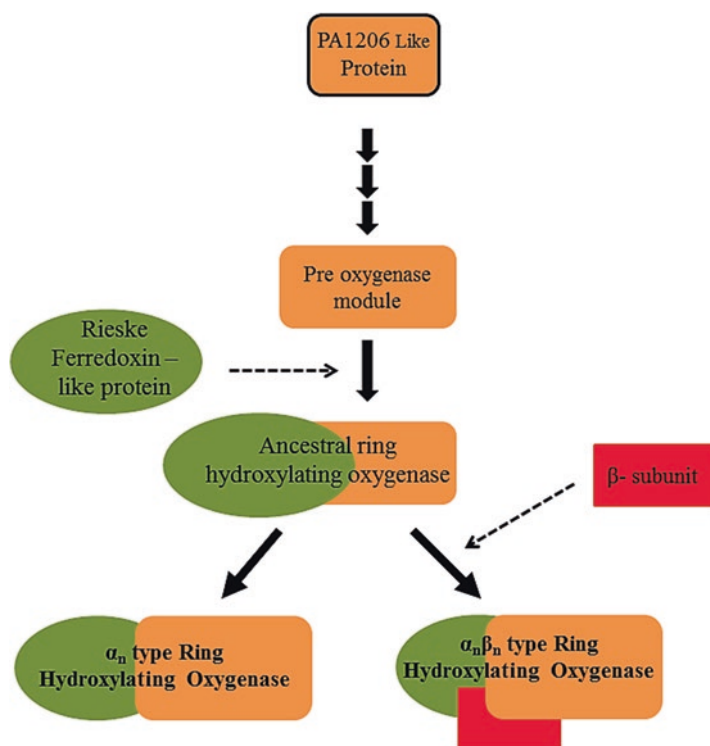 PA1206 Like
Protein
Pre oxygenase
module
Rieske
Ferredoxin –
like protein
Ancestral ring
hydroxylating oxygenase
β- subunit
αn type Ring
Hydroxylating Oxygenase
αnβn type Ring
Hydroxylating Oxygenase